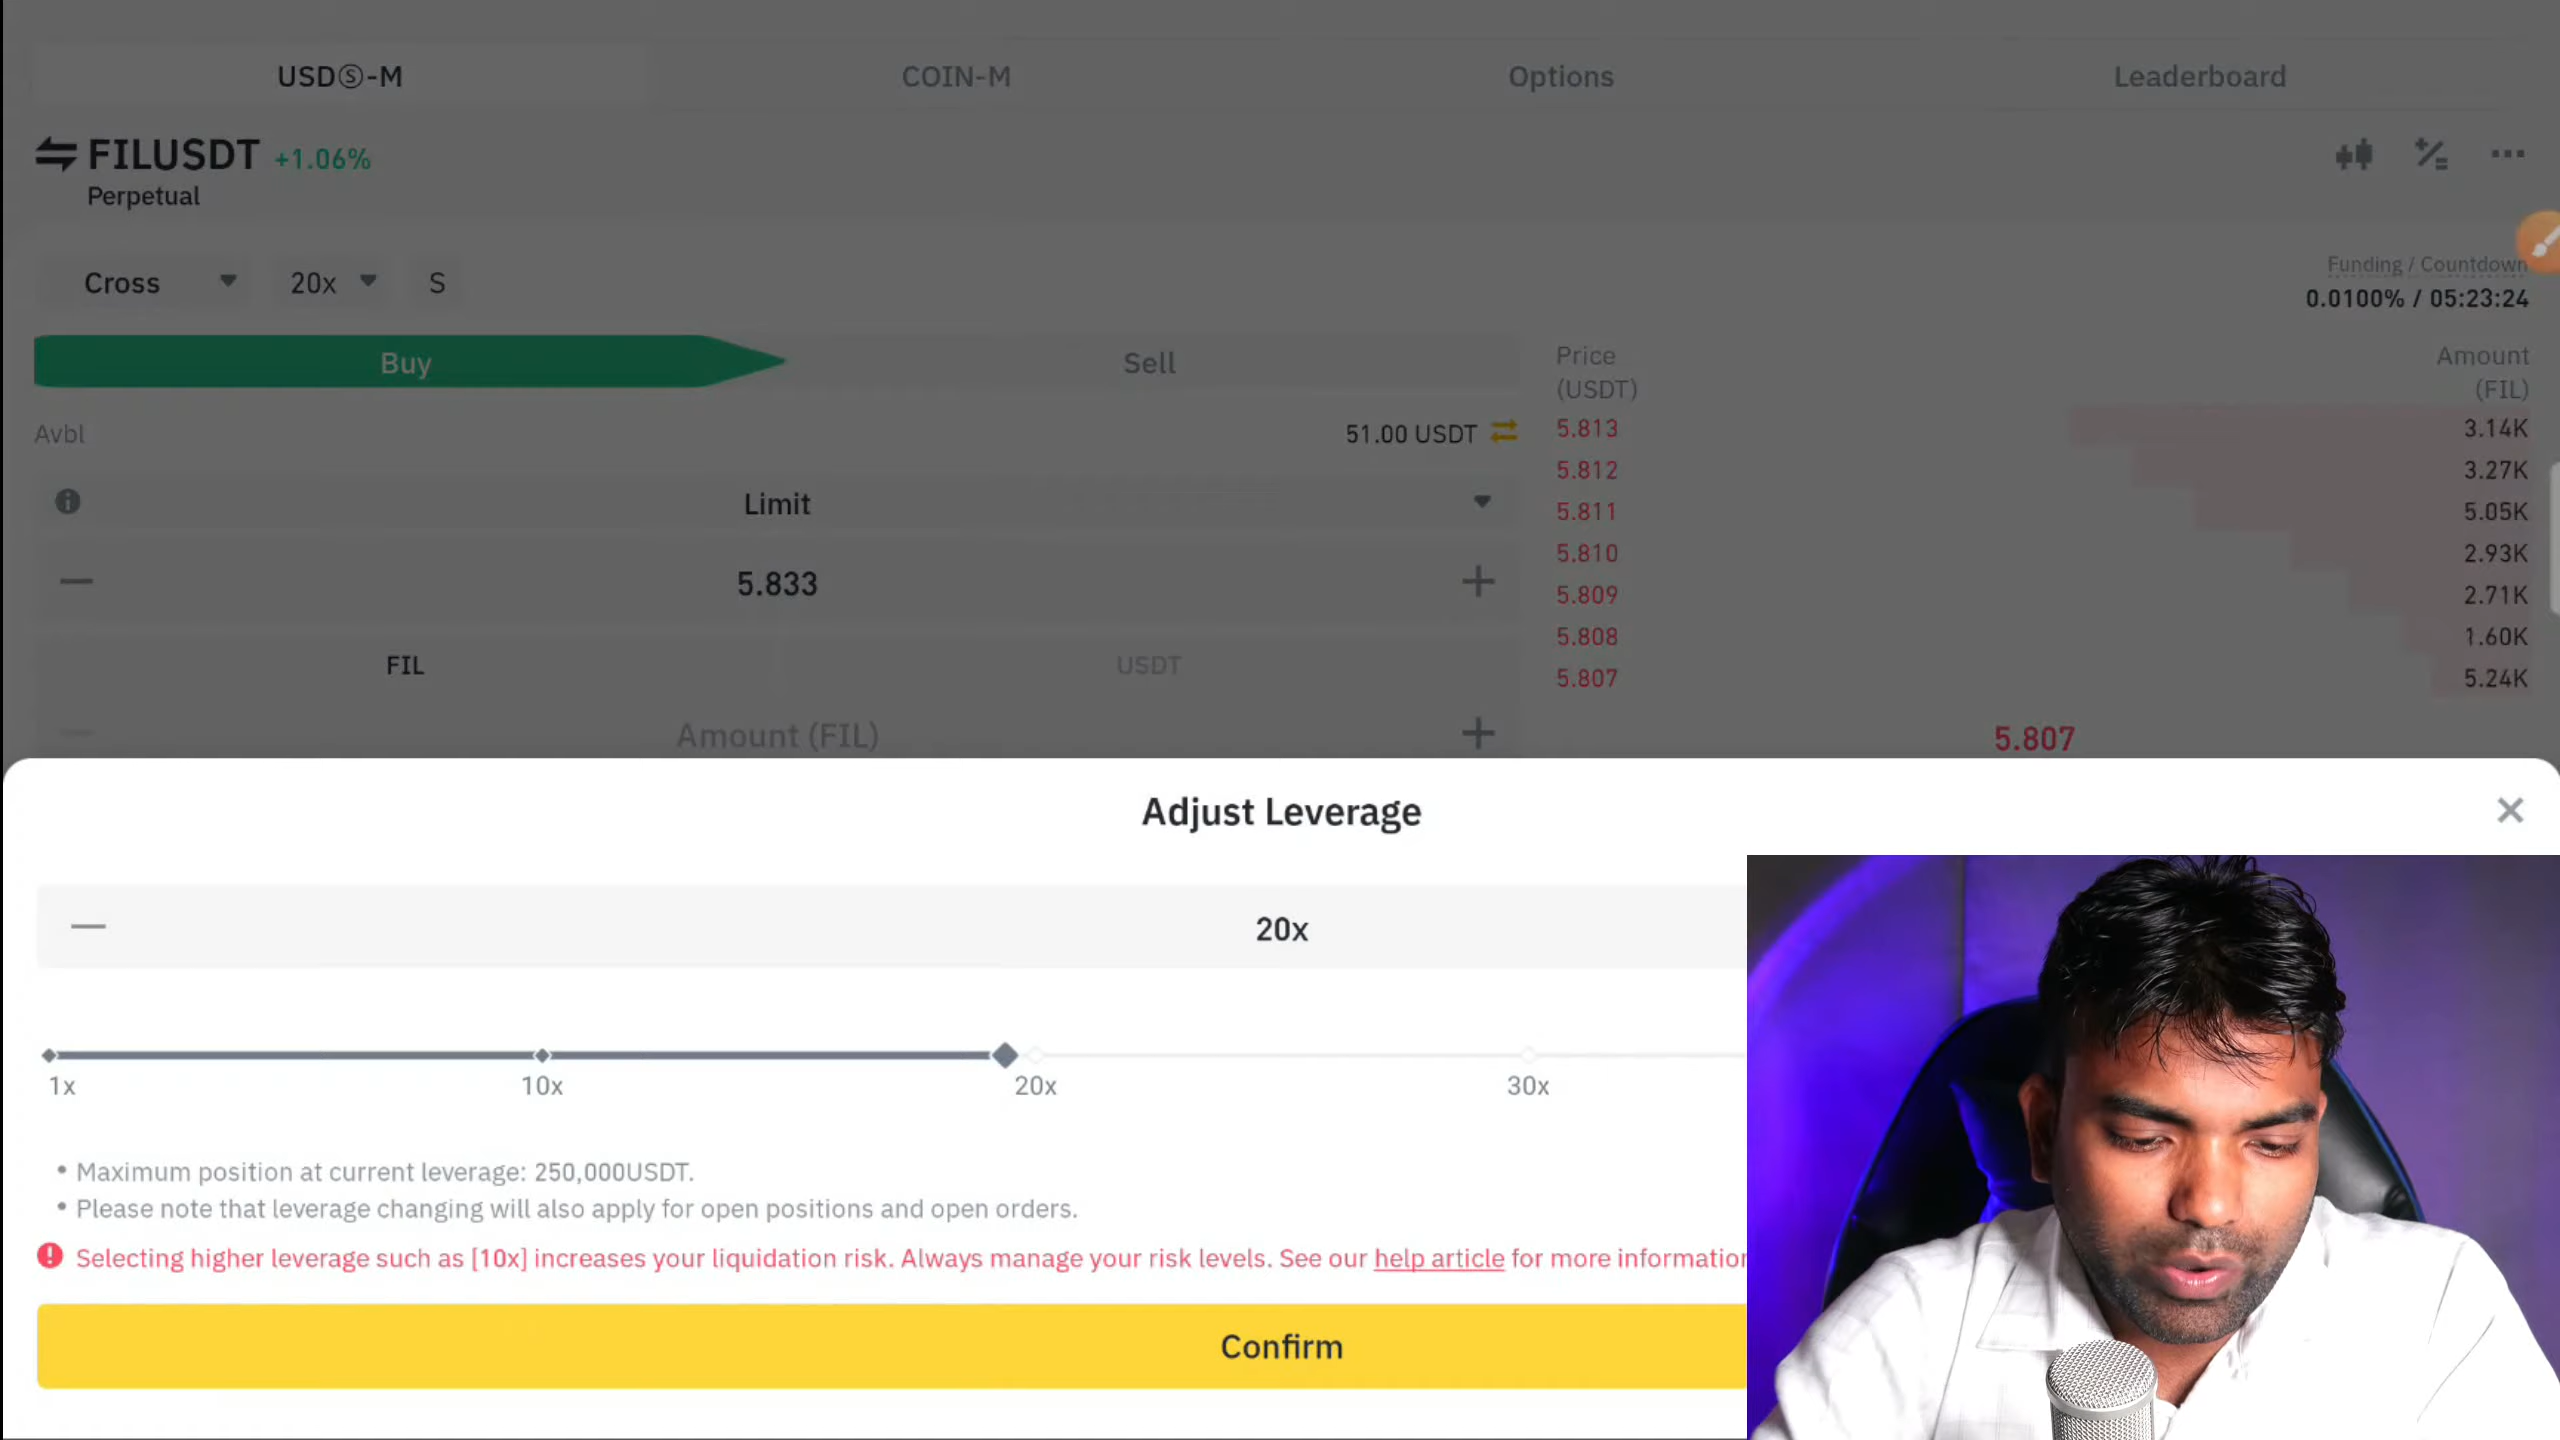 USDⓈ-M COIN-M Options Leaderboard
FILUSDT +1.06%
Perpetual
Cross 20x S
Funding / Countdown
0.0100% / 05:23:24
Buy Sell
Price
(USDT)
Amount
(FIL)
Avbl 51.00 USDT
5.813 3.14K
5.812 3.27K
Limit
5.811 5.05K
5.810 2.93K
5.833
5.809 2.71K
5.808 1.60K
FIL USDT
5.807 5.24K
Amount (FIL)
5.807
Adjust Leverage
20x
1x 10x 20x 30x
• Maximum position at current leverage: 250,000USDT.
• Please note that leverage changing will also apply for open positions and open orders.
Selecting higher leverage such as [10x] increases your liquidation risk. Always manage your risk levels. See our help article for more information
Confirm